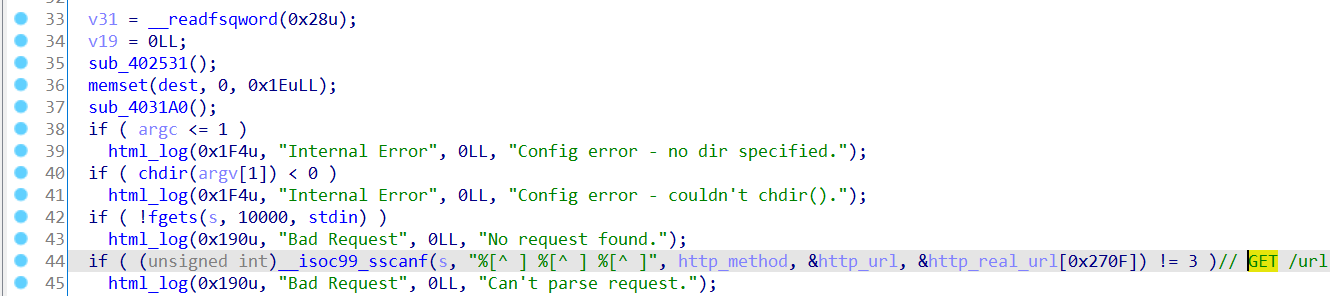 33 v31 = __readfsqword(0x28u);
34 v19 = 0LL;
35 sub_402531();
36 memset(dest, 0, 0x1EuLL);
37 sub_4031A0();
38 if ( argc <= 1 )
39 html_log(0x1F4u, "Internal Error", 0LL, "Config error - no dir specified.");
40 if ( chdir(argv[1]) < 0 )
41 html_log(0x1F4u, "Internal Error", 0LL, "Config error - couldn't chdir().");
42 if ( !fgets(s, 10000, stdin) )
43 html_log(0x190u, "Bad Request", 0LL, "No request found.");
44 if ( (unsigned int)__isoc99_sscanf(s, "%[^ ] %[^ ] %[^ ]", http_method, &http_url, &http_real_url[0x270F]) != 3 )// GET /url
45 html_log(0x190u, "Bad Request", 0LL, "Can't parse request.");